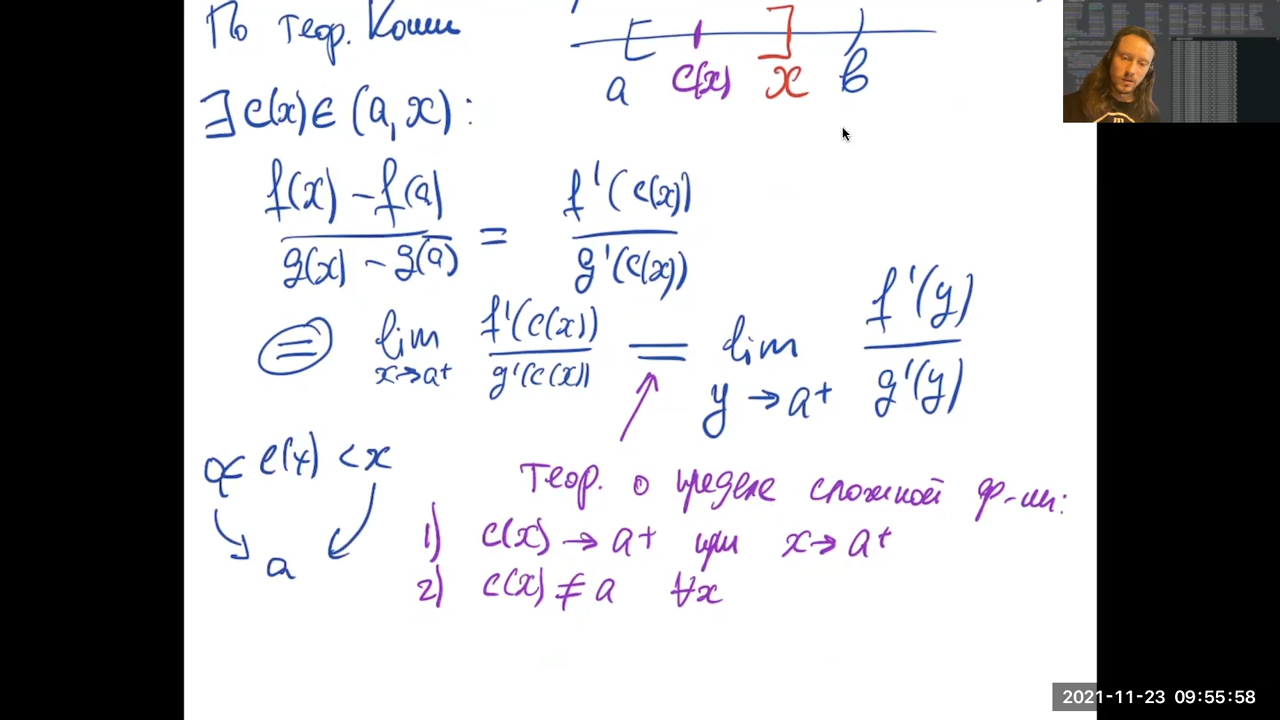 По теор. Коши
a c(x) x b
∃ c(x) ∈ (a, x):
f(x) - f(a) / g(x) - g(a) = f'(c(x)) / g'(c(x))
= lim x→a+ f'(c(x)) / g'(c(x)) = lim y→a+ f'(y) / g'(y)
a < c(x) < x
a
Теор. о пределе сложной ф-ии:
1) c(x) → a+ при x → a+
2) c(x) ≠ a ∀x
2021-11-23 09:55:58